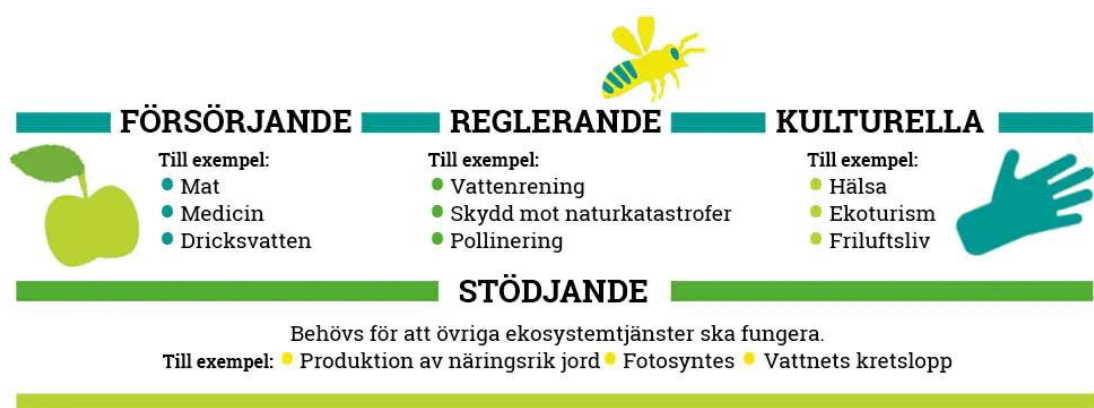 FÖRSÖRJANDE
Till exempel:
• Mat
• Medicin
• Dricksvatten
REGLERANDE
Till exempel:
• Vattenrening
• Skydd mot naturkatastrofer
• Pollinering
KULTURELLA
Till exempel:
• Hälsa
• Ekoturism
• Friluftsliv
STÖDJANDE
Behövs för att övriga ekosystemtjänster ska fungera.
Till exempel: • Produktion av näringsrik jord • Fotosyntes • Vattnets kretslopp